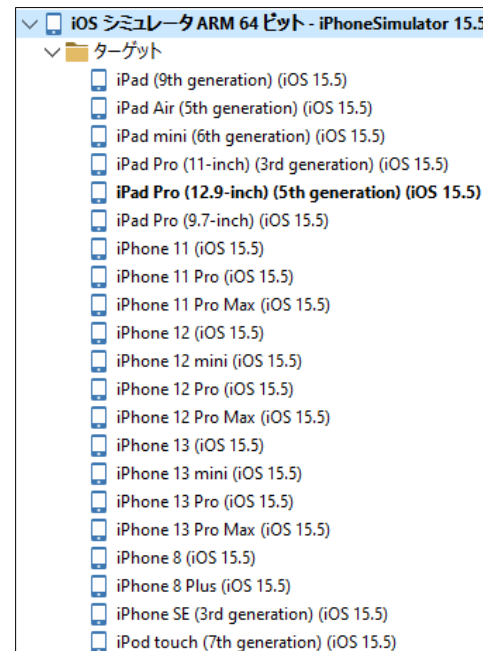 iOS シミュレータ ARM 64 ビット - iPhoneSimulator 15.5
ターゲット
iPad (9th generation) (iOS 15.5)
iPad Air (5th generation) (iOS 15.5)
iPad mini (6th generation) (iOS 15.5)
iPad Pro (11-inch) (3rd generation) (iOS 15.5)
iPad Pro (12.9-inch) (5th generation) (iOS 15.5)
iPad Pro (9.7-inch) (iOS 15.5)
iPhone 11 (iOS 15.5)
iPhone 11 Pro (iOS 15.5)
iPhone 11 Pro Max (iOS 15.5)
iPhone 12 (iOS 15.5)
iPhone 12 mini (iOS 15.5)
iPhone 12 Pro (iOS 15.5)
iPhone 12 Pro Max (iOS 15.5)
iPhone 13 (iOS 15.5)
iPhone 13 mini (iOS 15.5)
iPhone 13 Pro (iOS 15.5)
iPhone 13 Pro Max (iOS 15.5)
iPhone 8 (iOS 15.5)
iPhone 8 Plus (iOS 15.5)
iPhone SE (3rd generation) (iOS 15.5)
iPod touch (7th generation) (iOS 15.5)